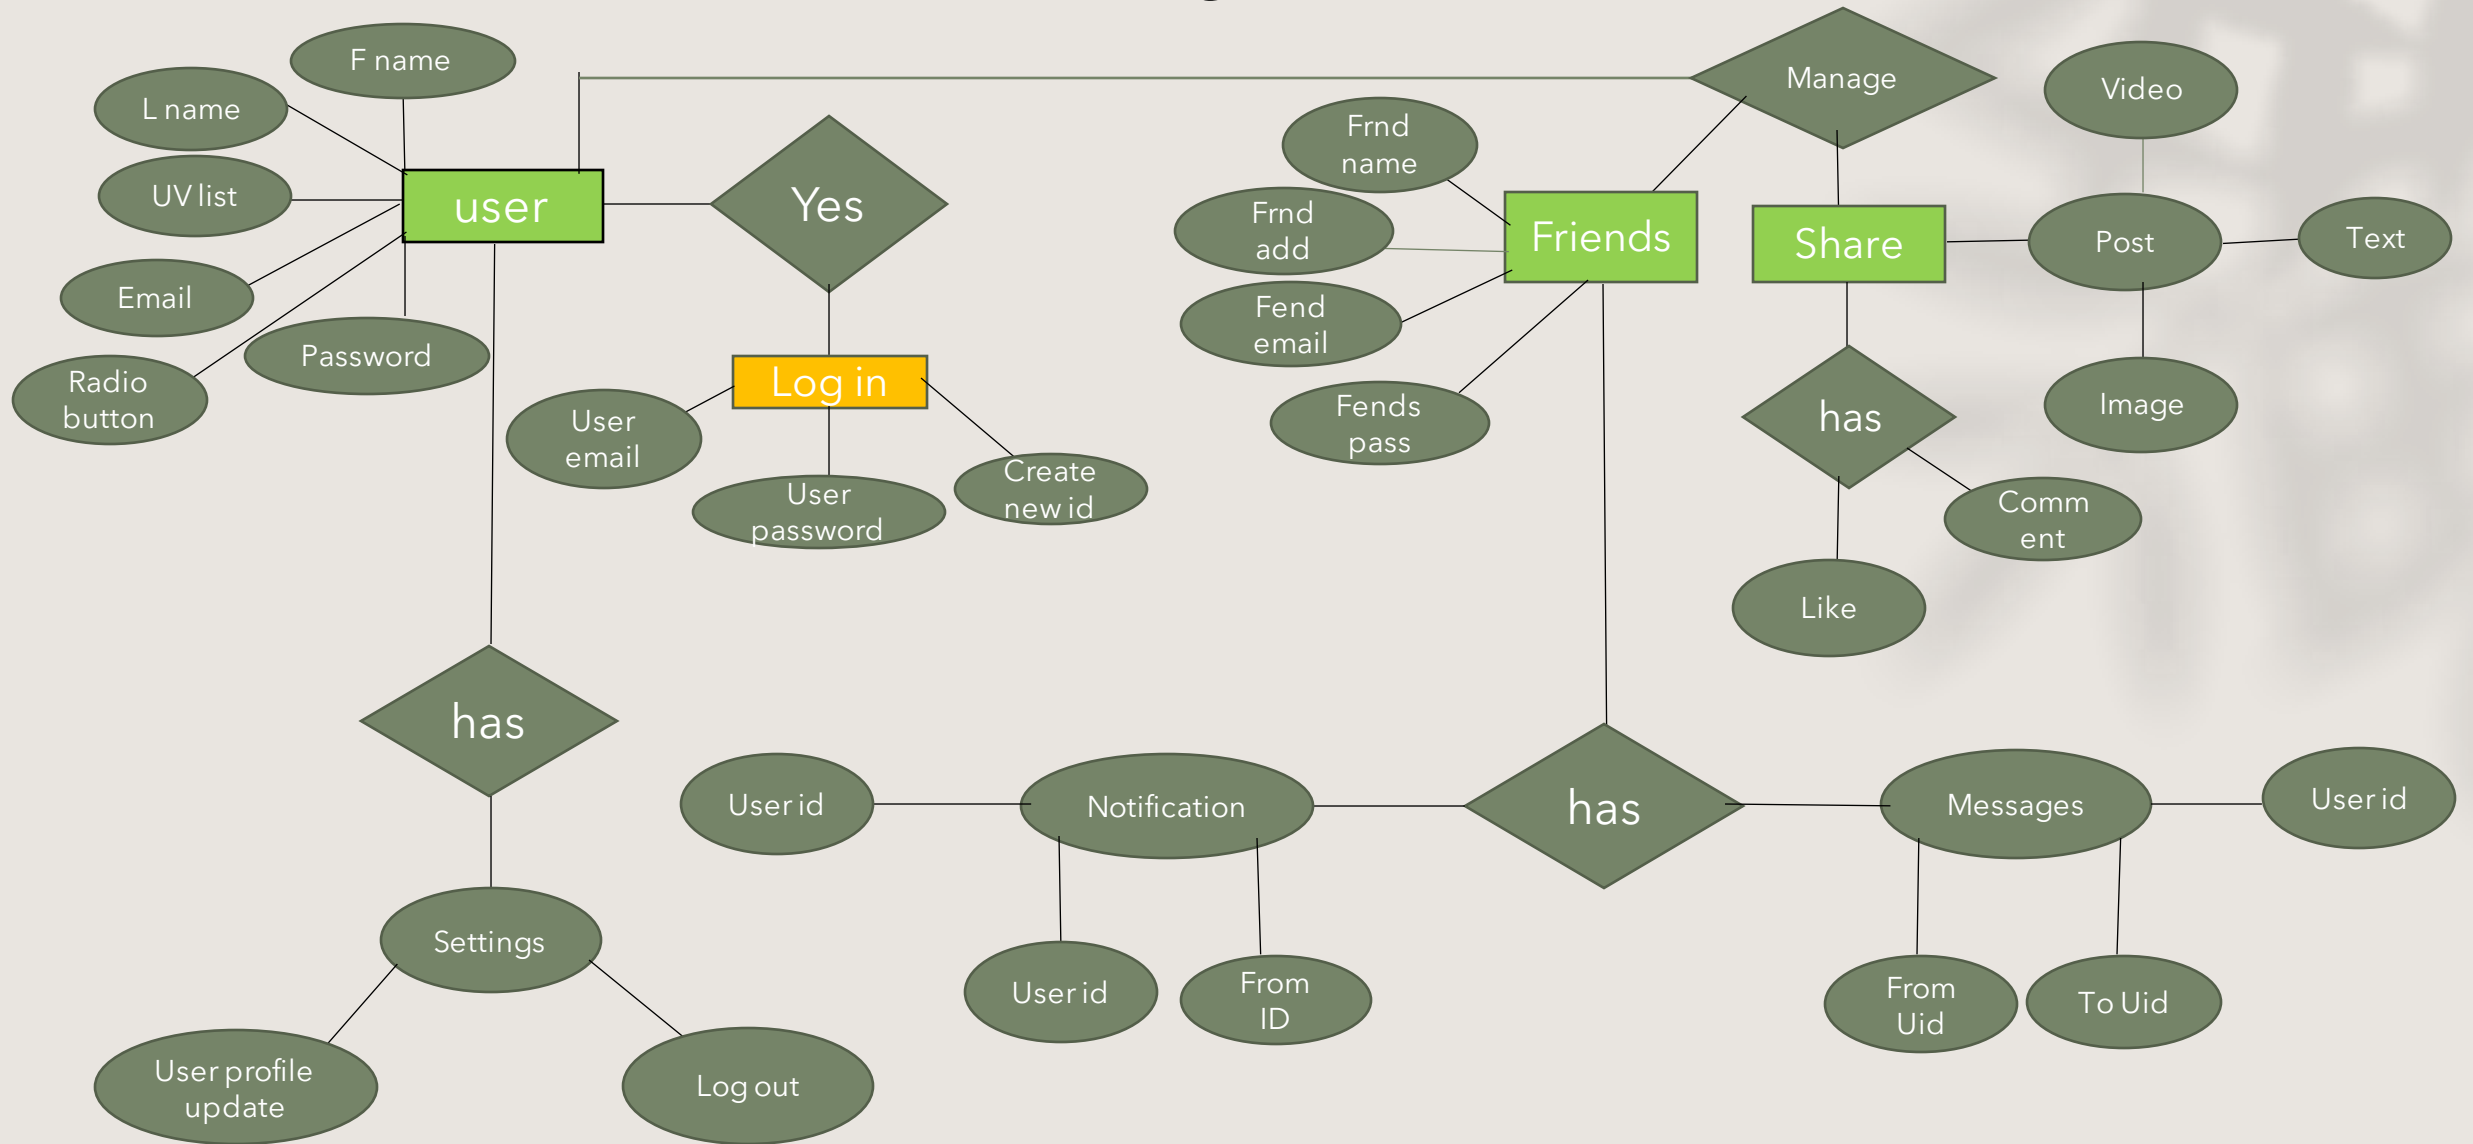 F name
L name
UV list
Email
Radio
button
Password
user
Yes
Log in
User
email
User
password
Create
new id
Manage
Frnd
name
Frnd
add
Fend
email
Fends
pass
Friends
Share
Video
Post
Text
Image
has
Comm
ent
Like
has
Settings
User profile
update
Log out
User id
Notification
User id
From
ID
has
Messages
User id
From
Uid
To Uid